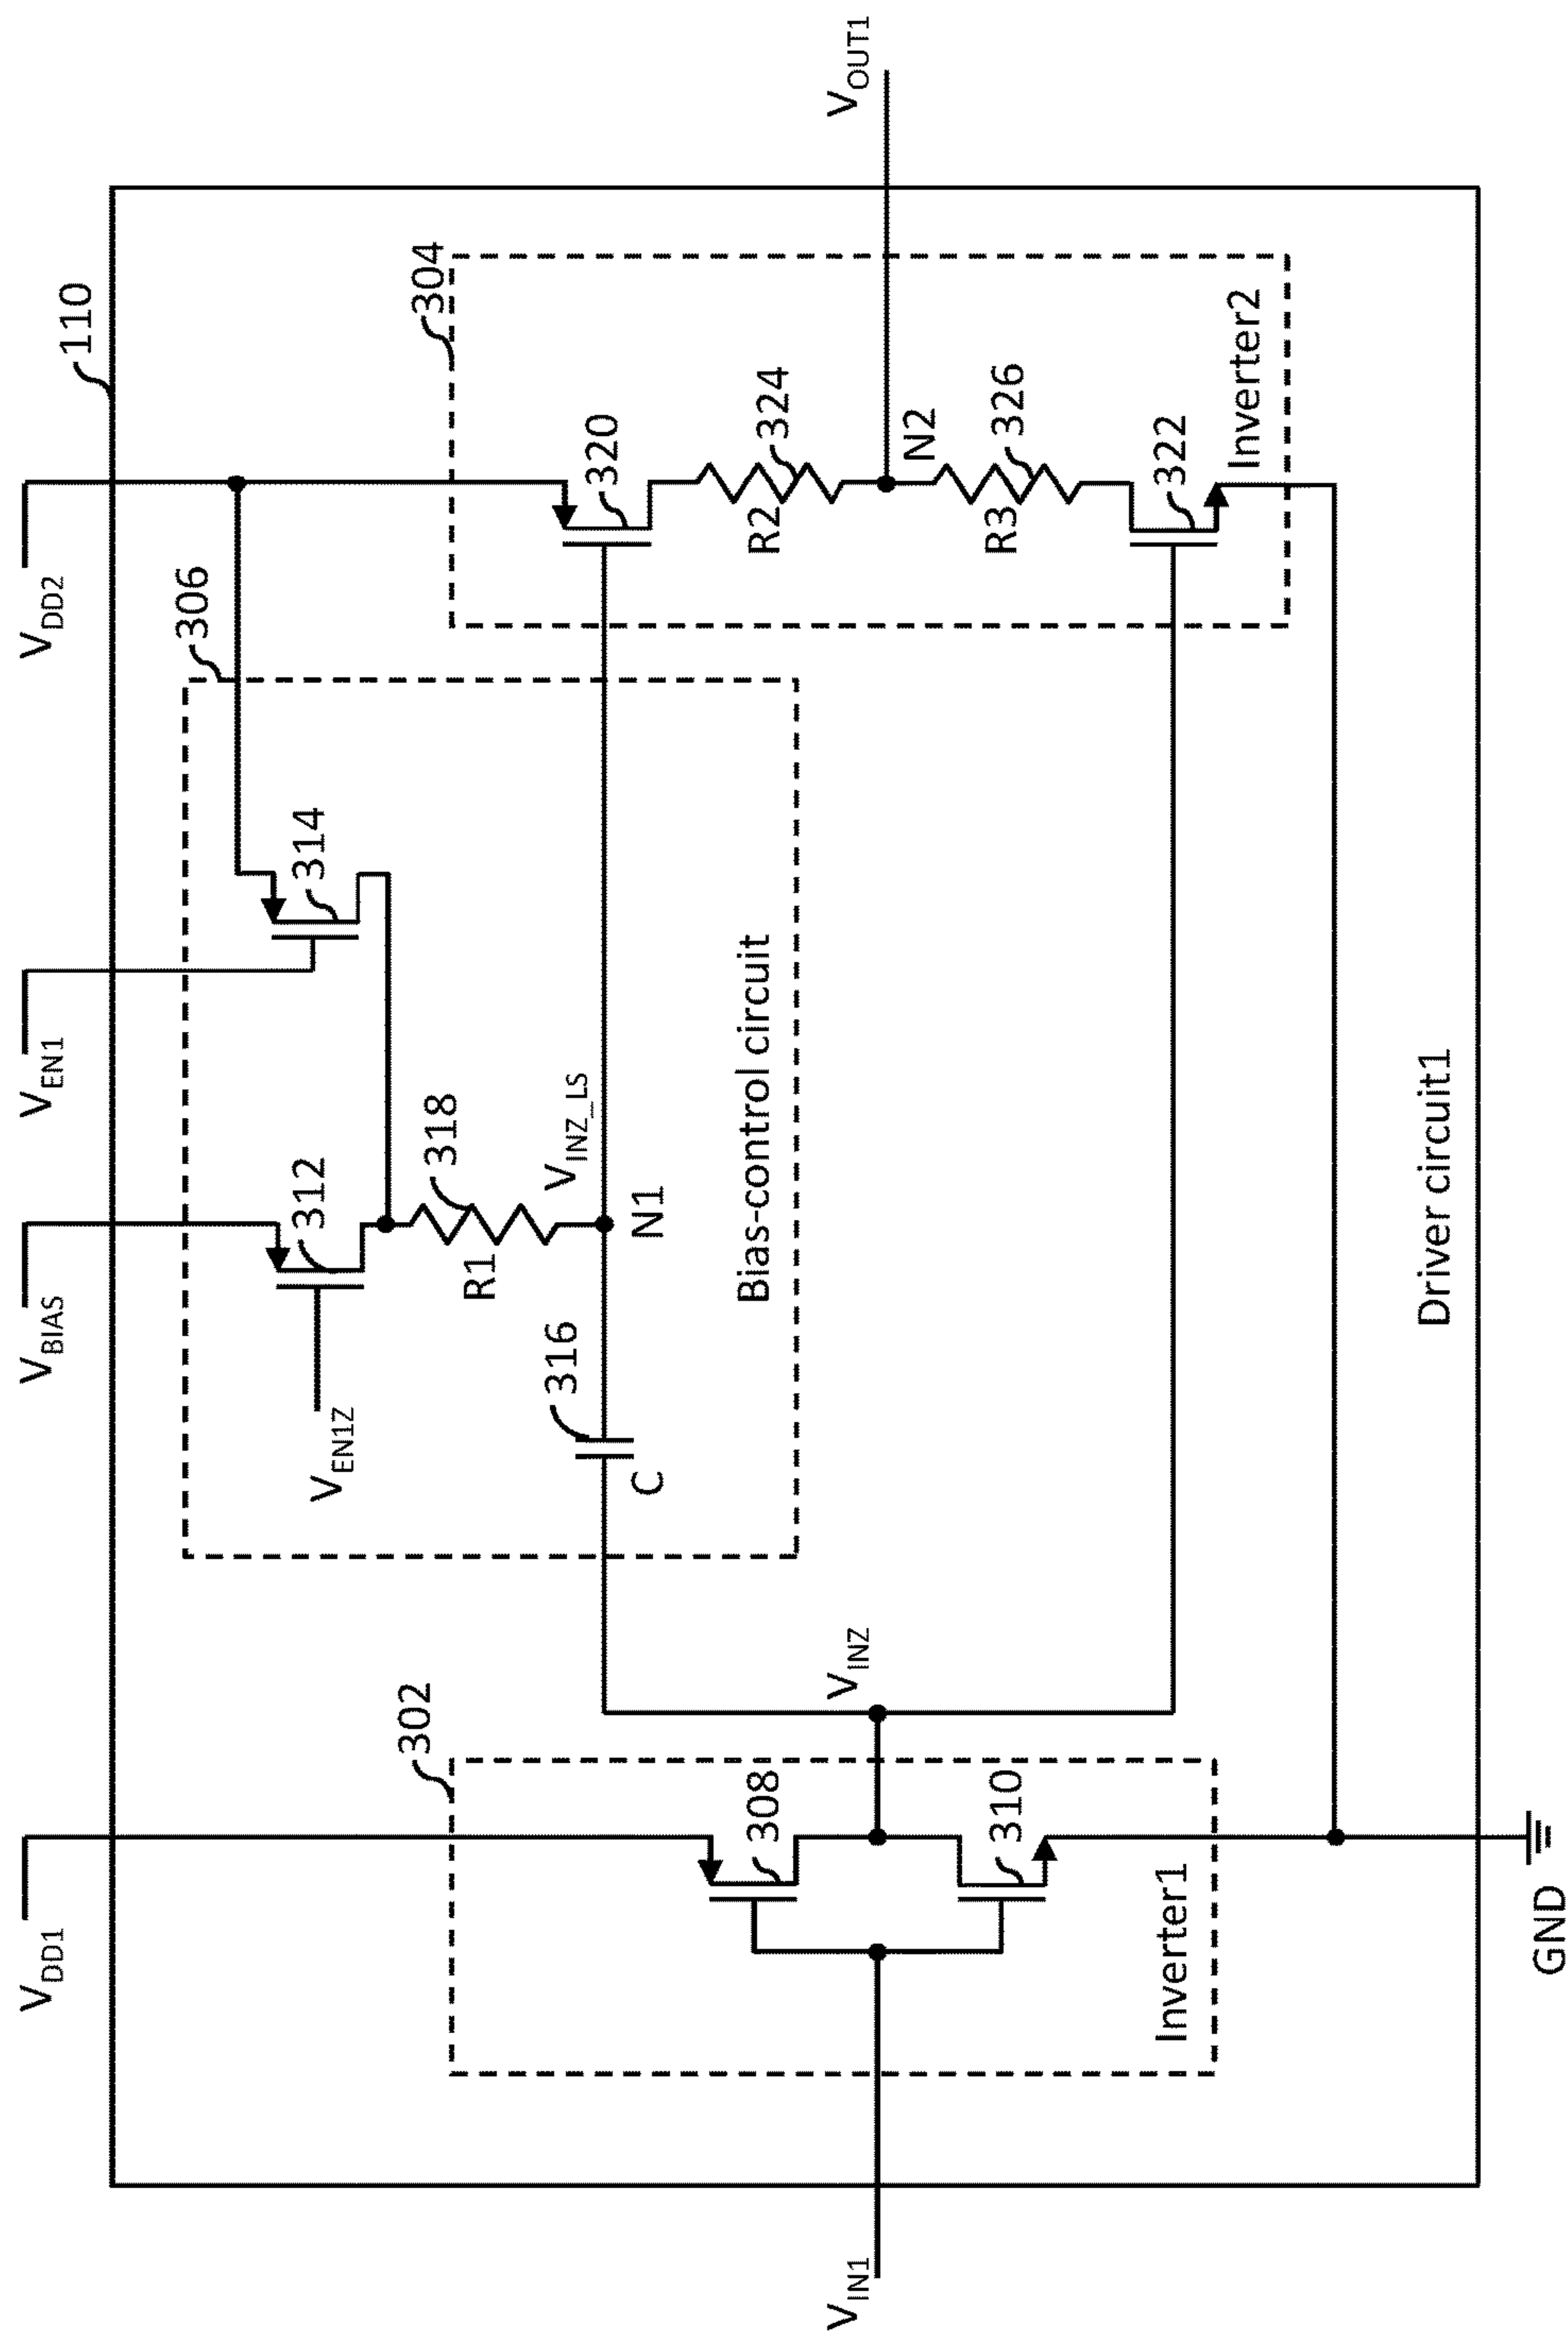 110
V_DD1
V_BIAS
V_EN1
V_DD2
306
304
302
V_EN1Z
312
314
318
R1
316
C
V_INZ_LS
N1
320
324
R2
Bias-control circuit
308
V_INZ
V_IN1
V_OUT1
N2
326
R3
310
322
Inverter1
Inverter2
Driver circuit1
GND